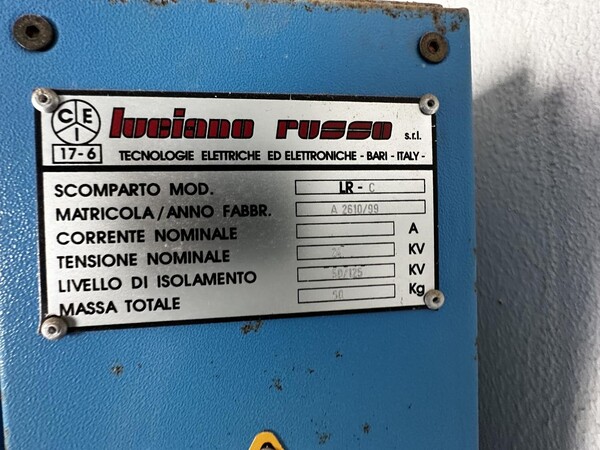 CEI
17-6
luciano russo s.r.l.
TECNOLOGIE ELETTRICHE ED ELETTRONICHE - BARI - ITALY -
SCOMPARTO MOD. LR - C
MATRICOLA/ANNO FABBR. A 2610/99
CORRENTE NOMINALE A
TENSIONE NOMINALE 24 KV
LIVELLO DI ISOLAMENTO 50/125 KV
MASSA TOTALE 50 Kg